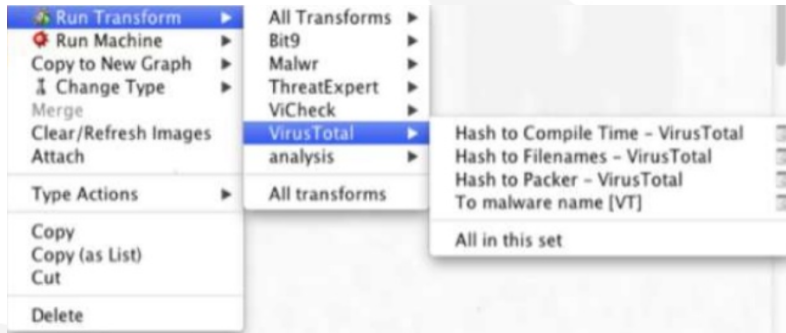 Run Transform
Run Machine
Copy to New Graph
Change Type
Merge
Clear/Refresh Images
Attach
Type Actions
Copy
Copy (as List)
Cut
Delete
All Transforms
Bit9
Malwr
ThreatExpert
ViCheck
VirusTotal
analysis
All transforms
Hash to Compile Time – VirusTotal
Hash to Filenames – VirusTotal
Hash to Packer – VirusTotal
To malware name [VT]
All in this set